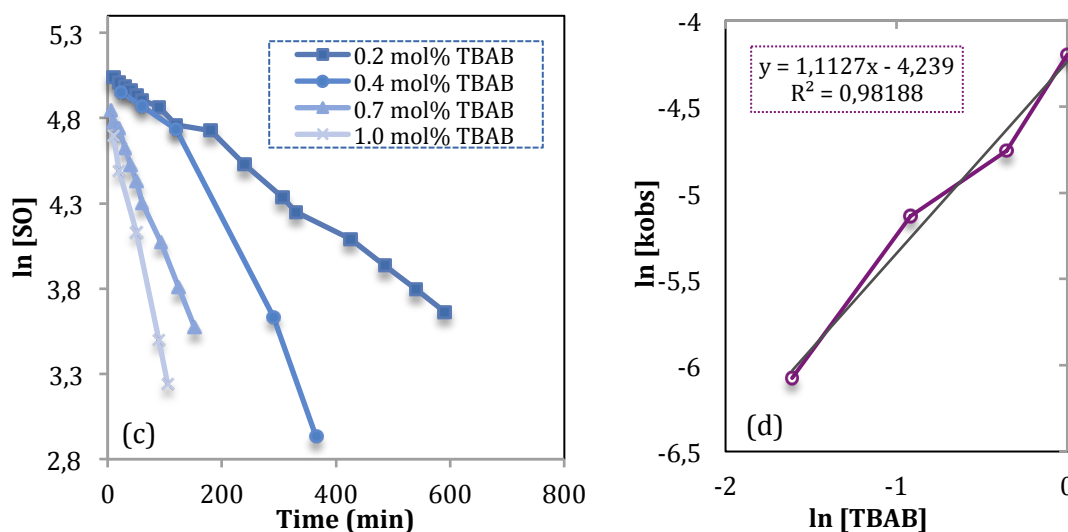 5,3
4,8
4,3
3,8
3,3
2,8
ln [SO]
0.2 mol% TBAB
0.4 mol% TBAB
0.7 mol% TBAB
1.0 mol% TBAB
(c)
0 200 400 600 800
Time (min)
-4
-4,5
-5
-5,5
-6
-6,5
ln [kobs]
y = 1,1127x - 4,239
R² = 0,98188
(d)
-2 -1 0
ln [TBAB]